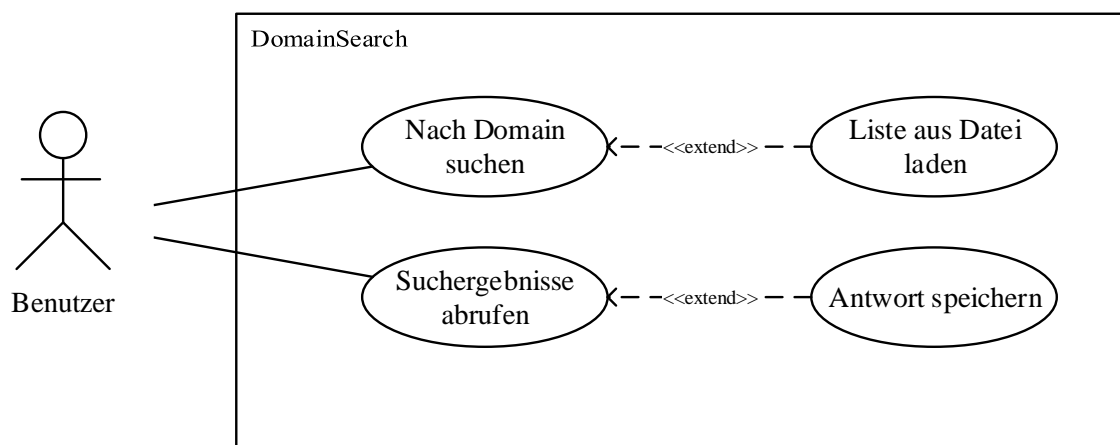 DomainSearch
Nach Domain
suchen
<<extend>>
Liste aus Datei
laden
Benutzer
Suchergebnisse
abrufen
<<extend>>
Antwort speichern